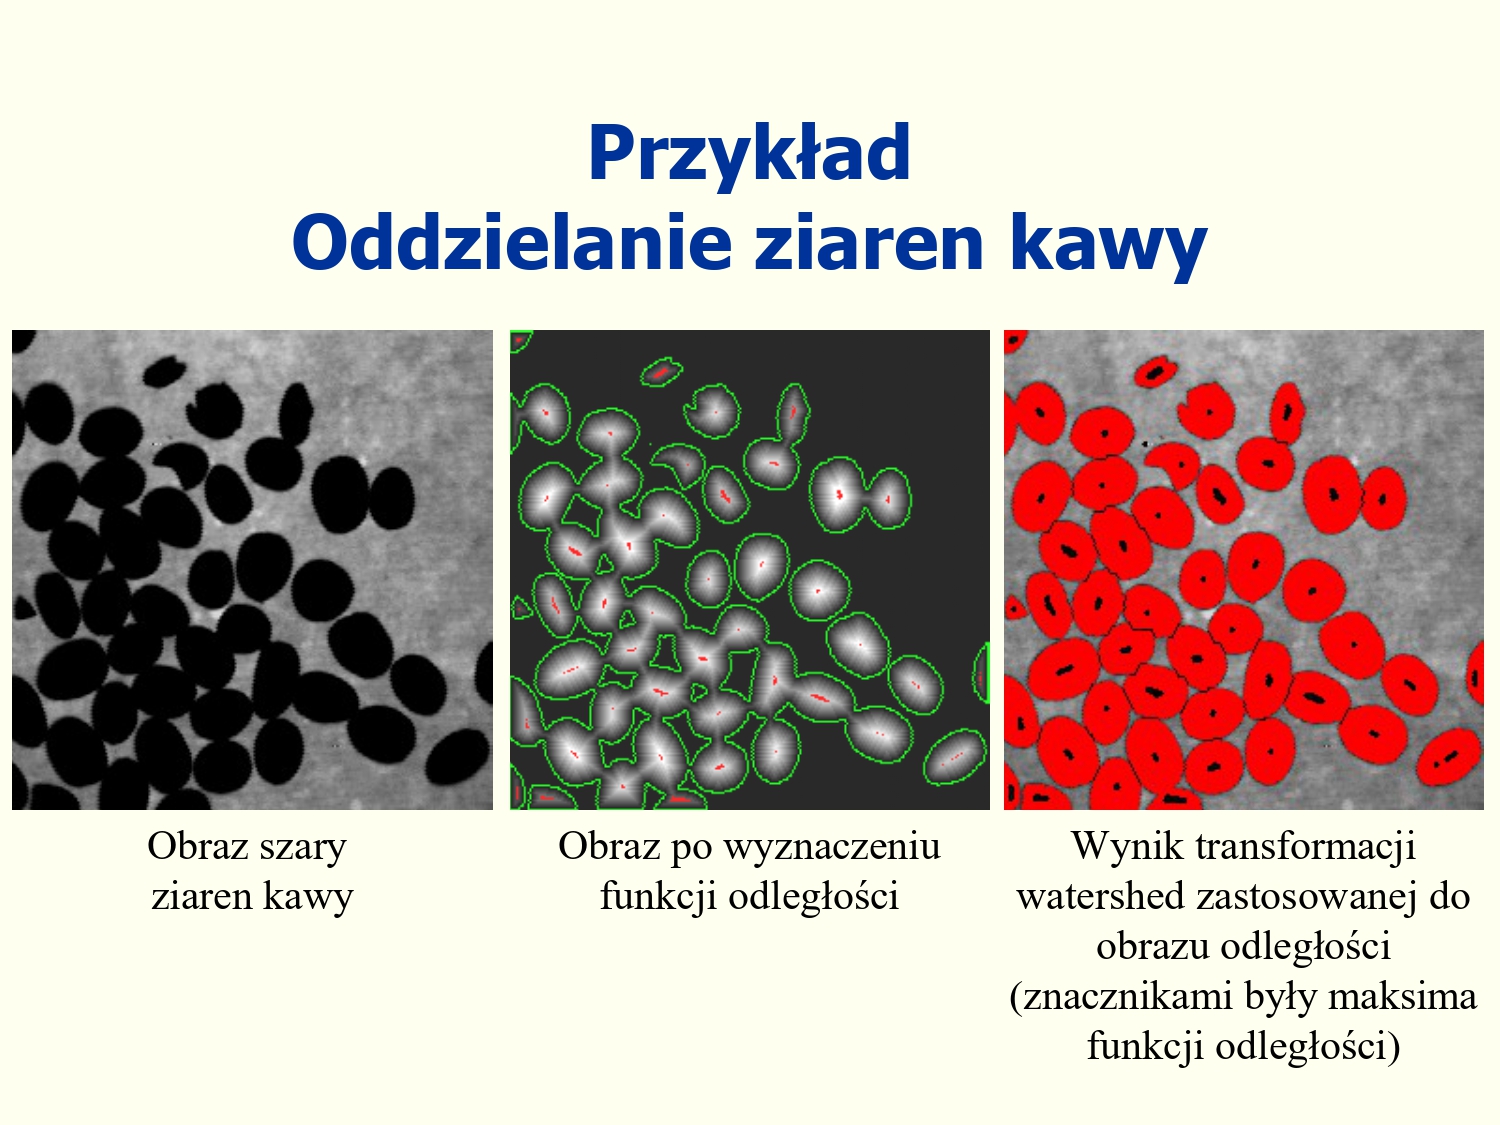 Przykład
Oddzielanie ziaren kawy
Obraz szary
ziaren kawy
Obraz po wyznaczeniu
funkcji odległości
Wynik transformacji
watershed zastosowanej do
obrazu odległości
(znacznikami były maksima
funkcji odległości)